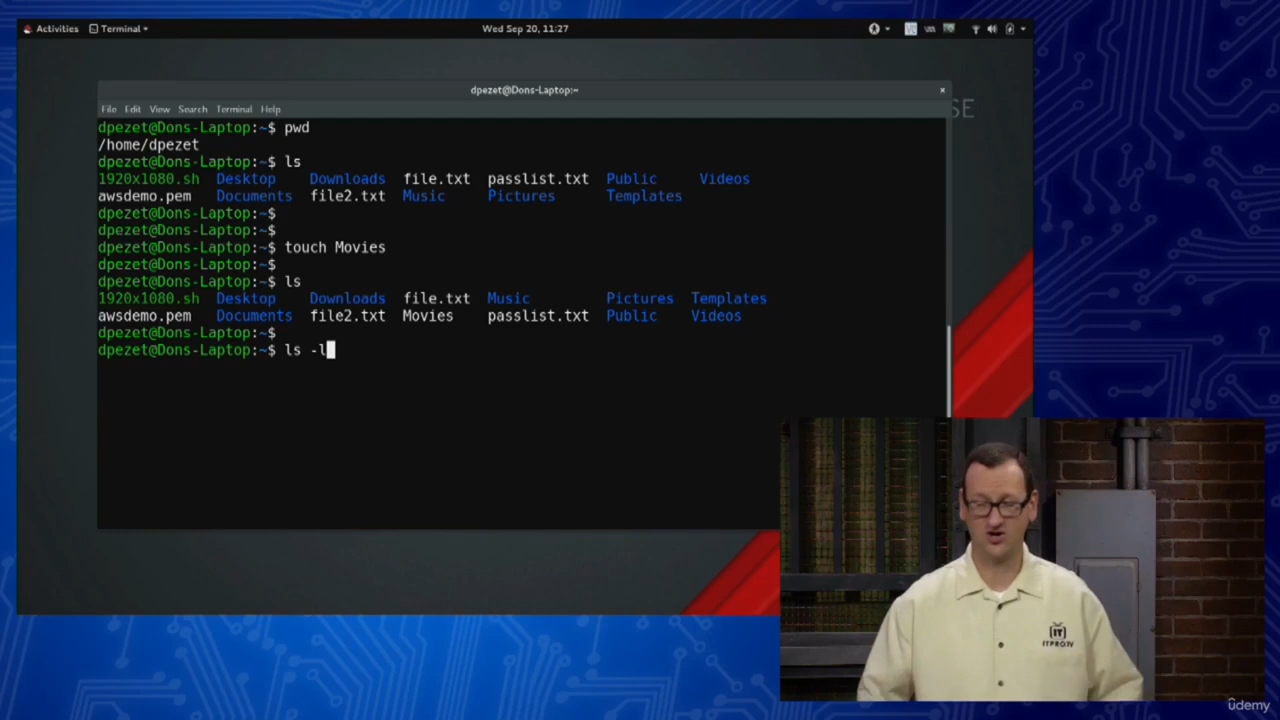 Activities Terminal Wed Sep 20, 11:27
dpezet@Dons-Laptop:~ ×
File Edit View Search Terminal Help
SE
dpezet@Dons-Laptop:~$ pwd
/home/dpezet
dpezet@Dons-Laptop:~$ ls
1920x1080.sh Desktop Downloads file.txt passlist.txt Public Videos
awsdemo.pem Documents file2.txt Music Pictures Templates
dpezet@Dons-Laptop:~$
dpezet@Dons-Laptop:~$
dpezet@Dons-Laptop:~$ touch Movies
dpezet@Dons-Laptop:~$
dpezet@Dons-Laptop:~$ ls
1920x1080.sh Desktop Downloads file.txt Music Pictures Templates
awsdemo.pem Documents file2.txt Movies passlist.txt Public Videos
dpezet@Dons-Laptop:~$
dpezet@Dons-Laptop:~$ ls -l
IT
ITPRO.TV
ûdemy